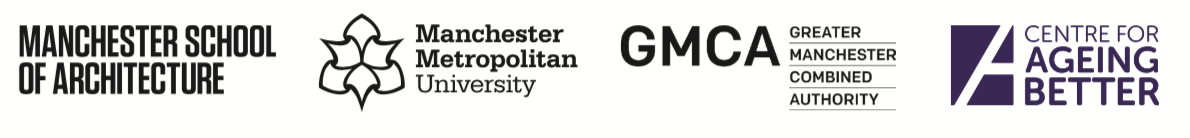 MANCHESTER SCHOOL
OF ARCHITECTURE
Manchester
Metropolitan
University
GMCA
GREATER
MANCHESTER
COMBINED
AUTHORITY
CENTRE FOR
AGEING
BETTER